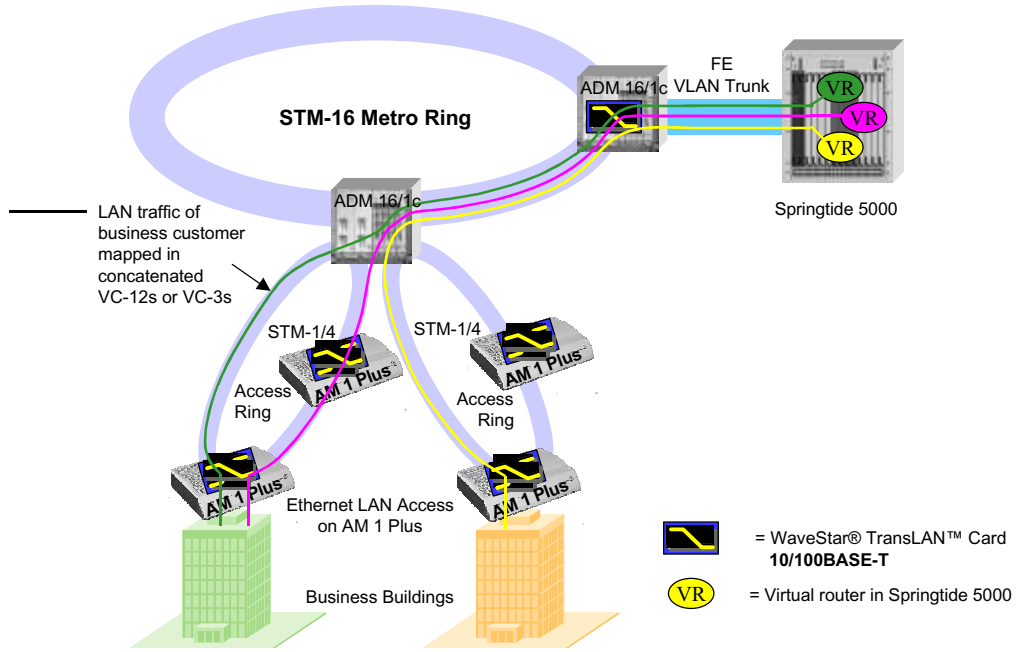 FE
VLAN Trunk
ADM 16/1c
VR
VR
VR
STM-16 Metro Ring
Springtide 5000
ADM 16/1c
LAN traffic of
business customer
mapped in
concatenated
VC-12s or VC-3s
STM-1/4
AM 1 Plus
Access
Ring
STM-1/4
AM 1 Plus
Access
Ring
AM 1 Plus
AM 1 Plus
Ethernet LAN Access
on AM 1 Plus
Business Buildings
= WaveStar® TransLAN™ Card
10/100BASE-T
VR
= Virtual router in Springtide 5000